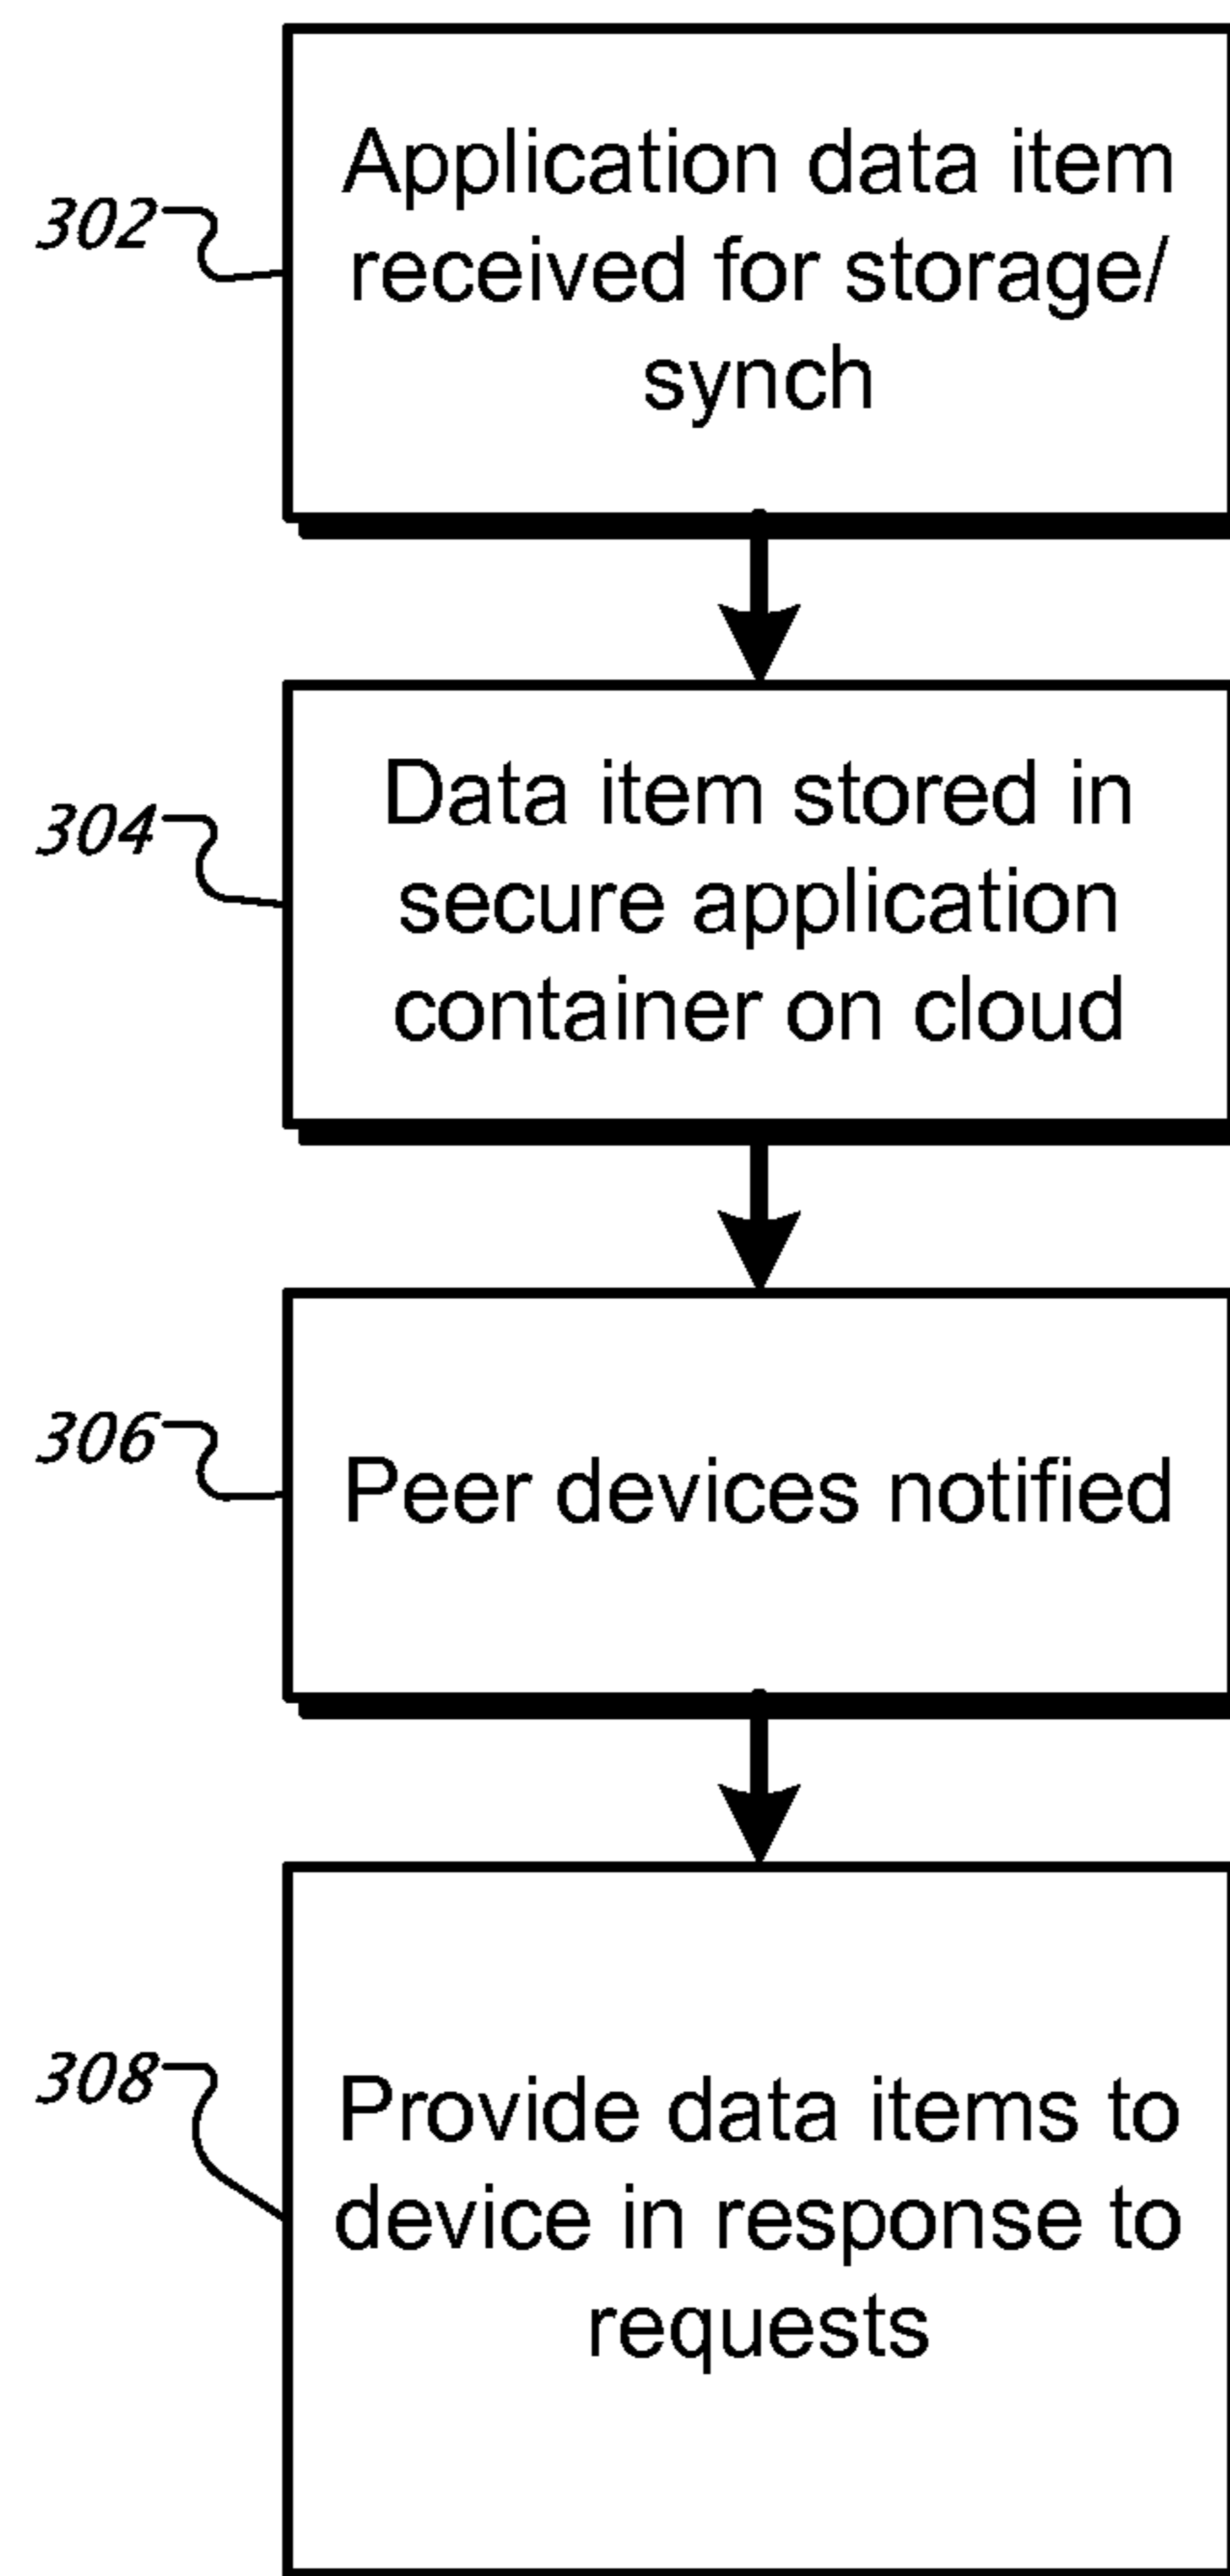 302
Application data item
received for storage/
synch
304
Data item stored in
secure application
container on cloud
306
Peer devices notified
308
Provide data items to
device in response to
requests